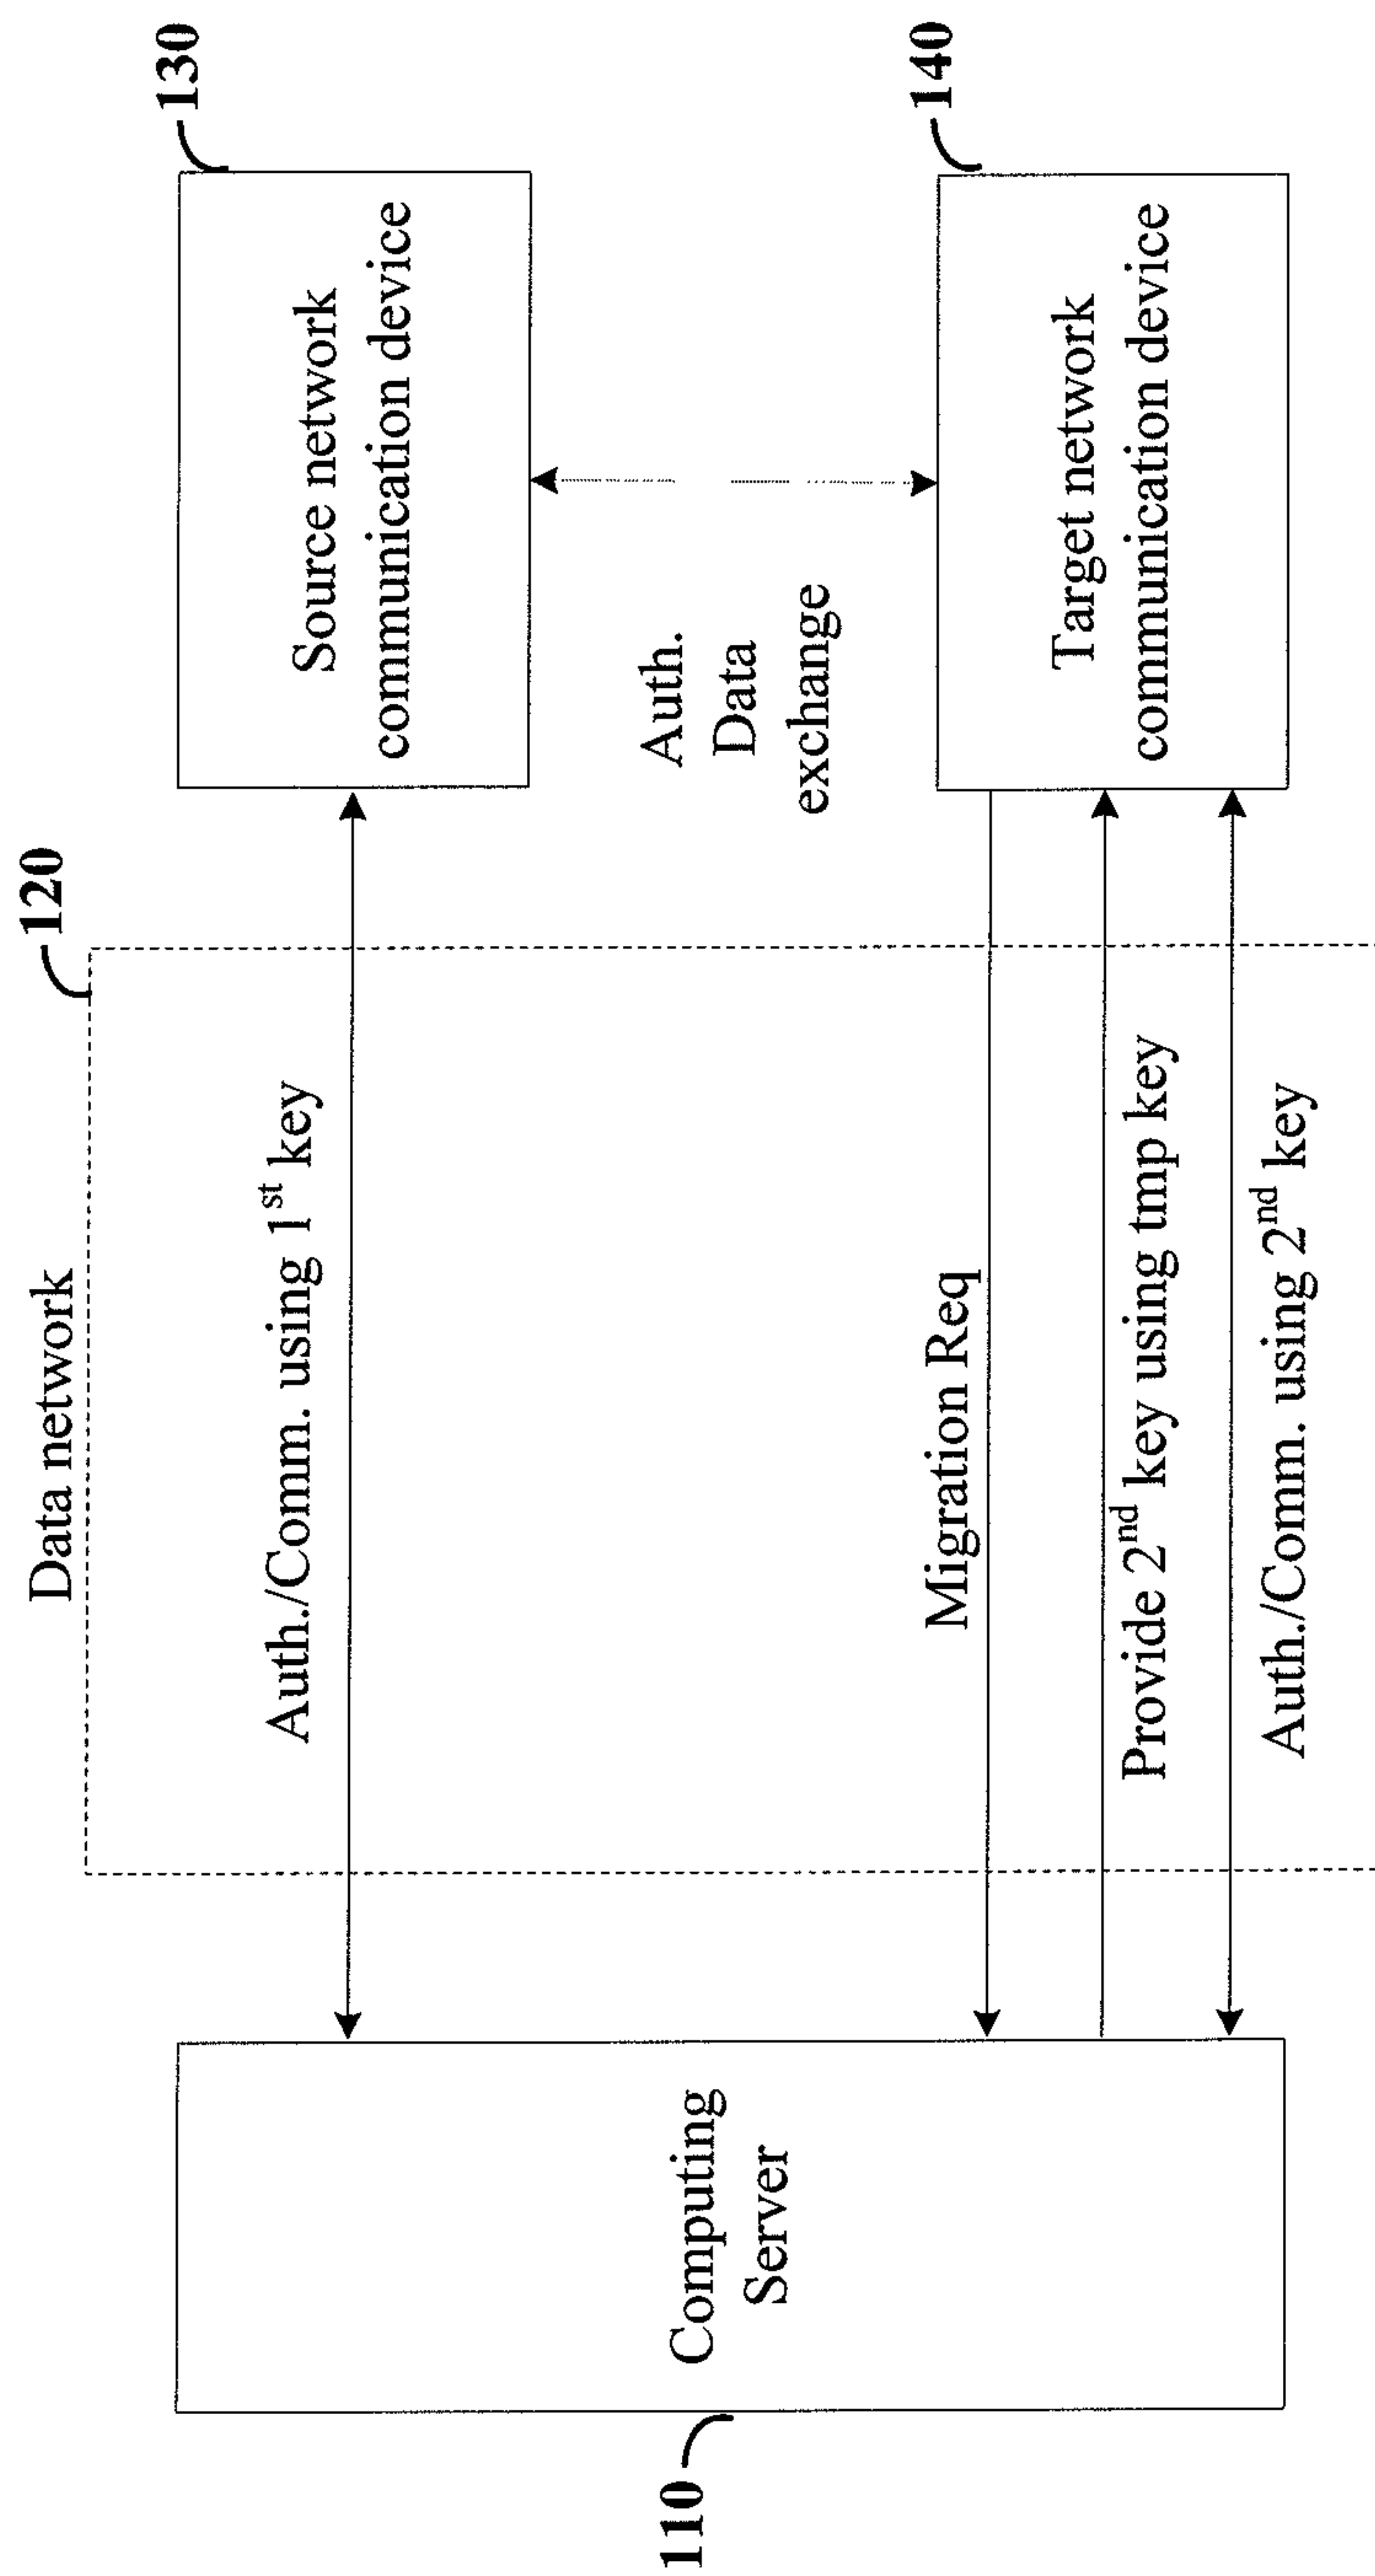 Data network
120
130
Auth./Comm. using 1st key
Source network
communication device
Auth.
Data
exchange
Computing
Server
110
Migration Req
140
Provide 2nd key using tmp key
Target network
communication device
Auth./Comm. using 2nd key